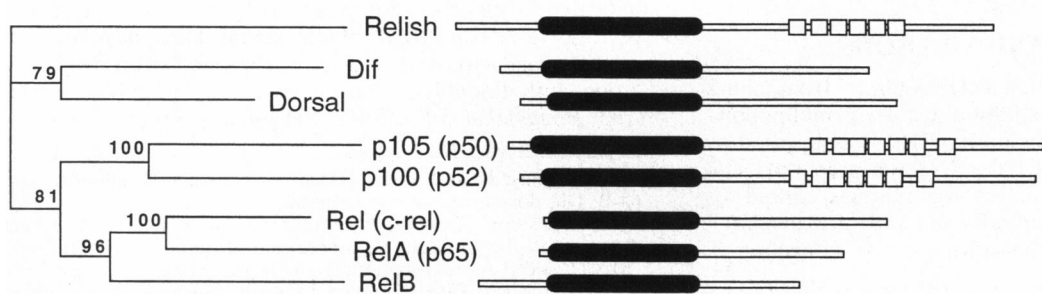 Relish
79 Dif
Dorsal
100 p105 (p50)
p100 (p52)
81
100 Rel (c-rel)
96 RelA (p65)
RelB